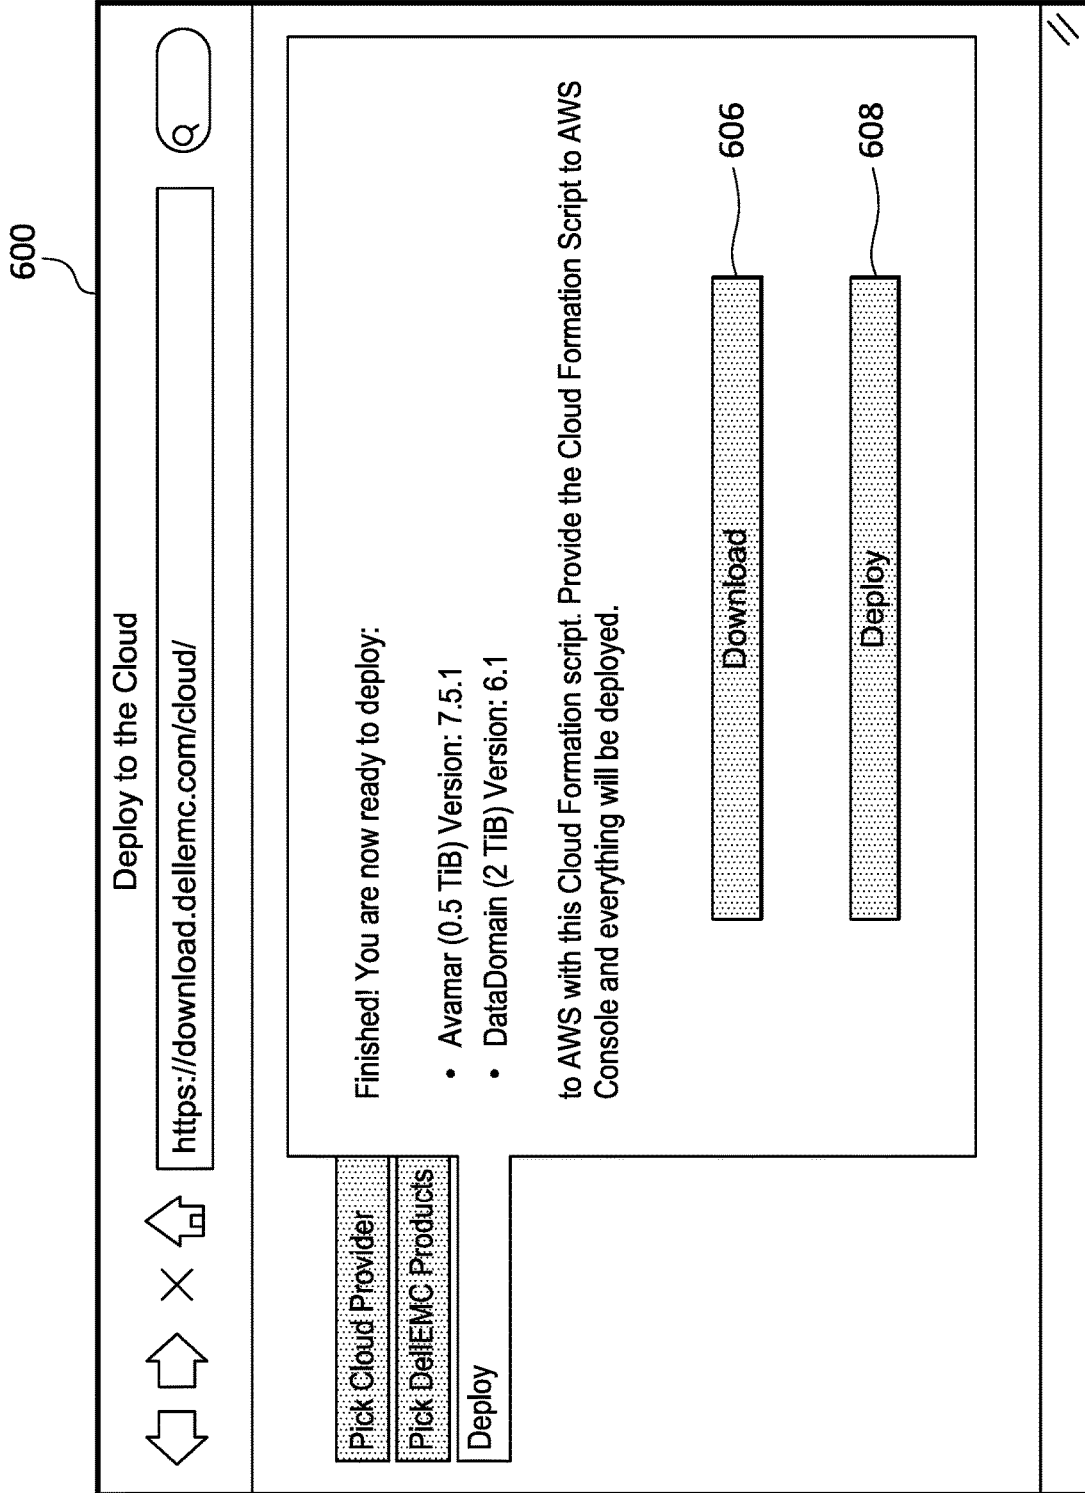 600
Deploy to the Cloud
https://download.dellemc.com/cloud/
Pick Cloud Provider
Pick DellEMC Products
Deploy
Finished! You are now ready to deploy:
• Avamar (0.5 TiB) Version: 7.5.1
• DataDomain (2 TiB) Version: 6.1
to AWS with this Cloud Formation script. Provide the Cloud Formation Script to AWS
Console and everything will be deployed.
Download
606
Deploy
608